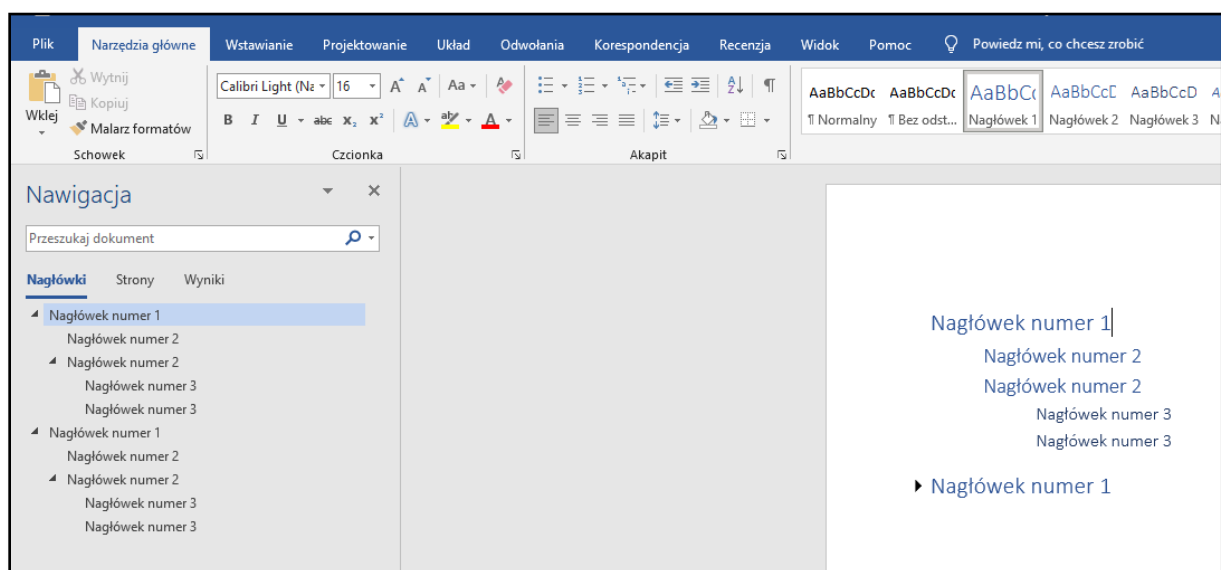 Plik Narzędzia główne Wstawianie Projektowanie Układ Odwołania Korespondencja Recenzja Widok Pomoc Powiedz mi, co chcesz zrobić
Wklej
Wytnij
Kopiuj
Malarz formatów
Schowek
Calibri Light (Na 16 A A Aa
B I U abc X₂ X² A aby A
Czcionka
Akapit
AaBbCcDc AaBbCcDc AaBbC( AaBbCcE AaBbCcD
¶ Normalny ¶ Bez odst... Nagłówek 1 Nagłówek 2 Nagłówek 3
Nawigacja
Przeszukaj dokument
Nagłówki Strony Wyniki
Nagłówek numer 1
Nagłówek numer 2
Nagłówek numer 2
Nagłówek numer 3
Nagłówek numer 3
Nagłówek numer 1
Nagłówek numer 2
Nagłówek numer 2
Nagłówek numer 3
Nagłówek numer 3
Nagłówek numer 1
Nagłówek numer 2
Nagłówek numer 2
Nagłówek numer 3
Nagłówek numer 3
Nagłówek numer 1